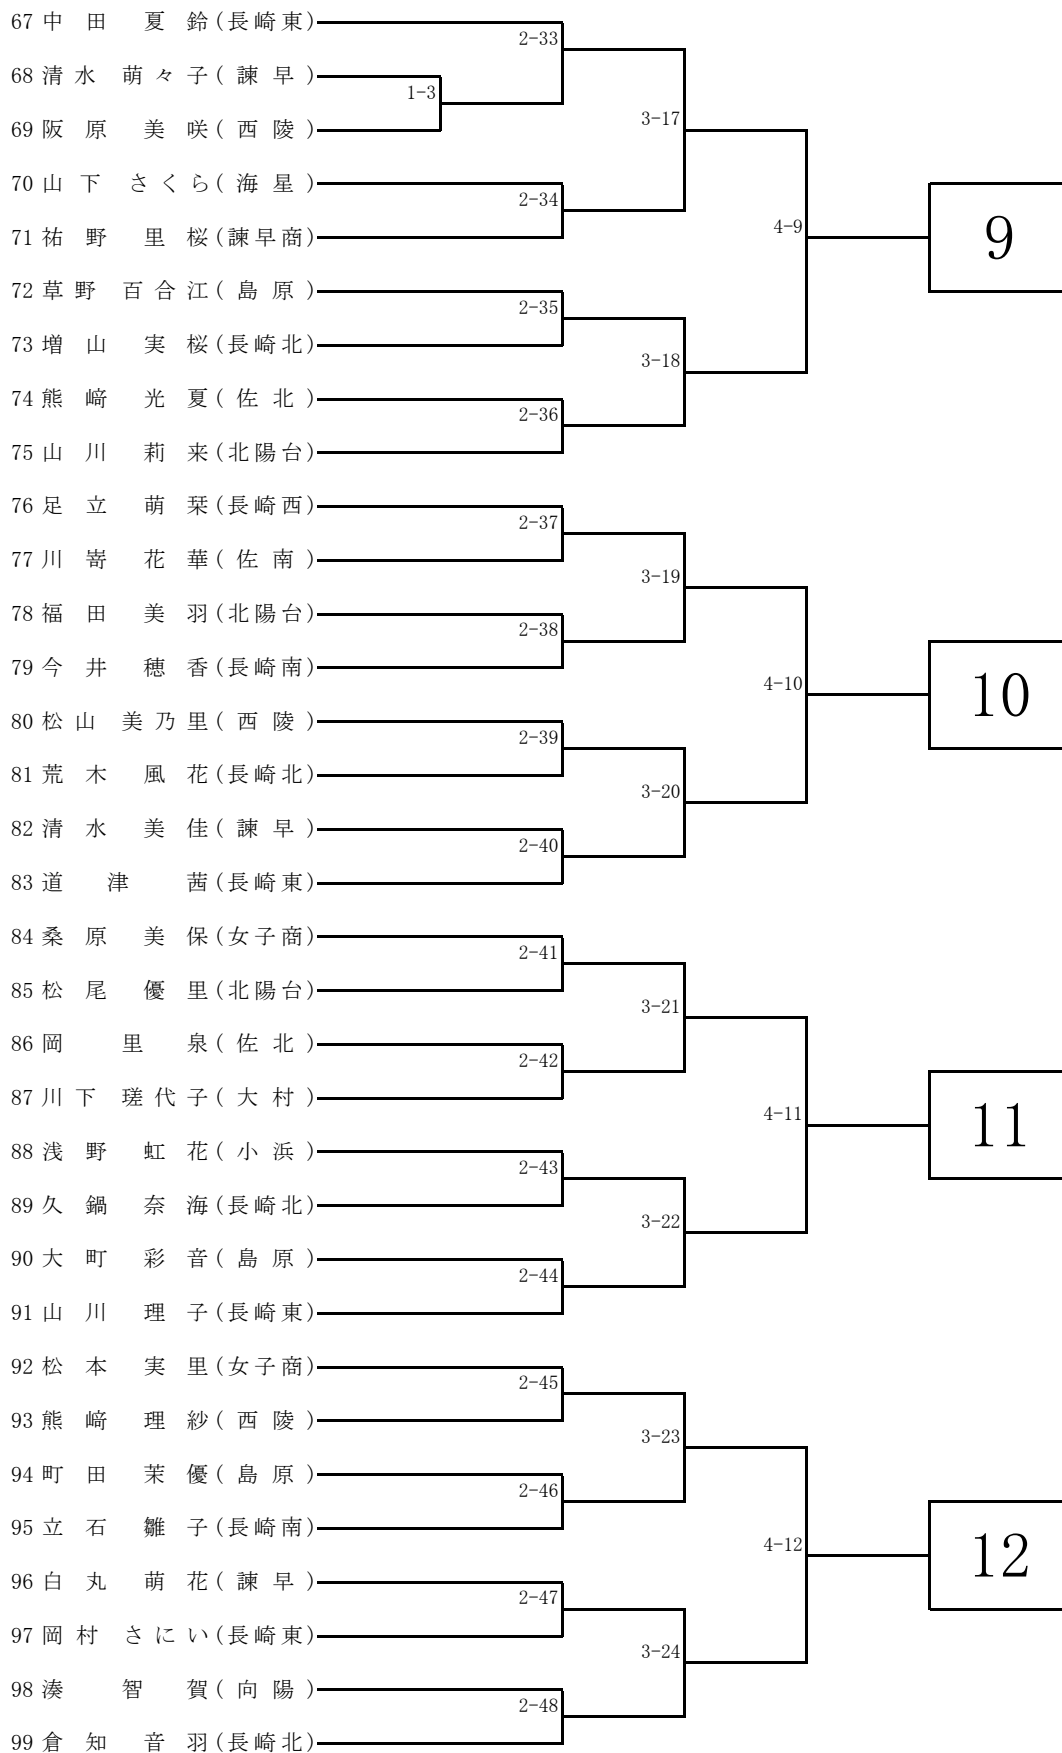 67 中田 夏鈴(長崎東)
2-33
68 清水 萌々子(諫早)
1-3
69 阪原 美咲(西陵)
3-17
70 山下 さくら(海星)
2-34
71 祐野 里桜(諫早商)
4-9
9
72 草野 百合江(島原)
2-35
73 増山 実桜(長崎北)
3-18
74 熊﨑 光夏(佐北)
2-36
75 山川 莉来(北陽台)
76 足立 萌栞(長崎西)
2-37
77 川嵜 花華(佐南)
3-19
78 福田 美羽(北陽台)
2-38
79 今井 穂香(長崎南)
4-10
10
80 松山 美乃里(西陵)
2-39
81 荒木 風花(長崎北)
3-20
82 清水 美佳(諫早)
2-40
83 道津 茜(長崎東)
84 桑原 美保(女子商)
2-41
85 松尾 優里(北陽台)
3-21
86 岡 里泉(佐北)
2-42
87 川下 瑳代子(大村)
4-11
11
88 浅野 虹花(小浜)
2-43
89 久鍋 奈海(長崎北)
3-22
90 大町 彩音(島原)
2-44
91 山川 理子(長崎東)
92 松本 実里(女子商)
2-45
93 熊﨑 理紗(西陵)
3-23
94 町田 茉優(島原)
2-46
95 立石 雛子(長崎南)
4-12
12
96 白丸 萌花(諫早)
2-47
97 岡村 さにい(長崎東)
3-24
98 湊 智賀(向陽)
2-48
99 倉知 音羽(長崎北)